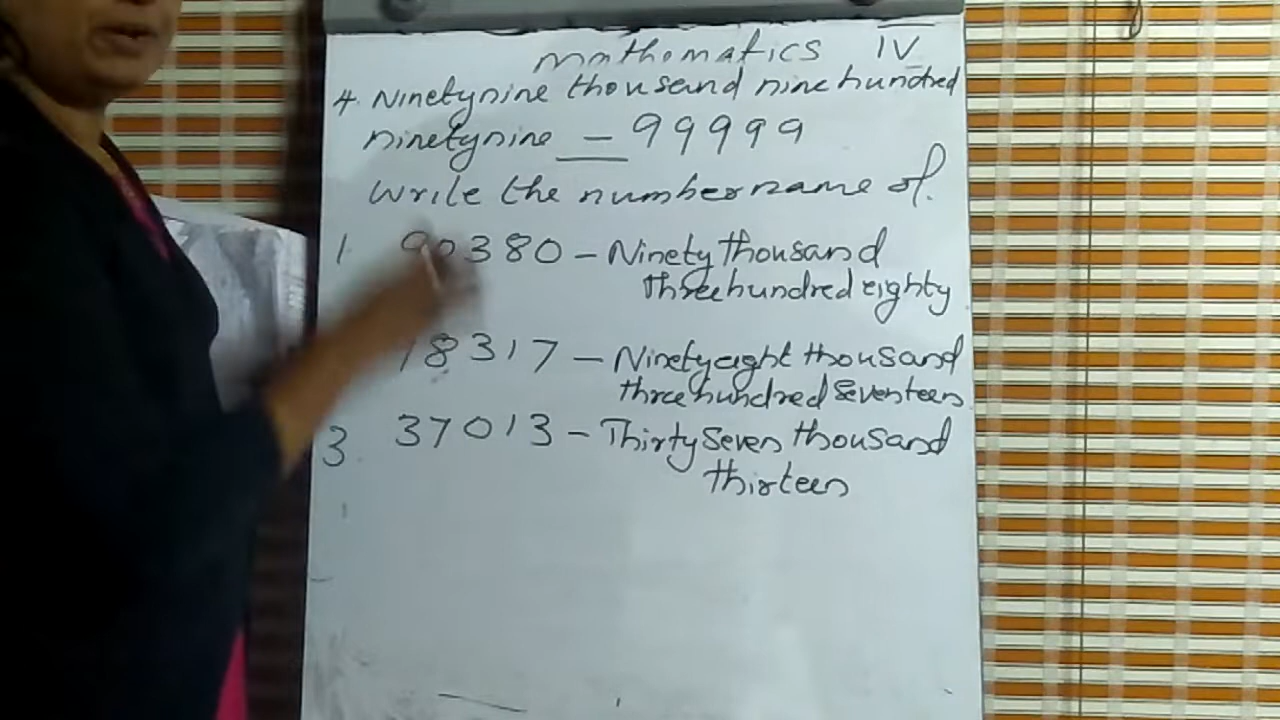 Mathematics IV
4. Ninetynine thousand nine hundred
ninetynine - 99999
Write the number name of.
1 90380 - Ninety thousand
three hundred eighty
98317 - Ninetyeight thousand
three hundred seventeen
3 37013 - Thirty seven thousand
thirteen